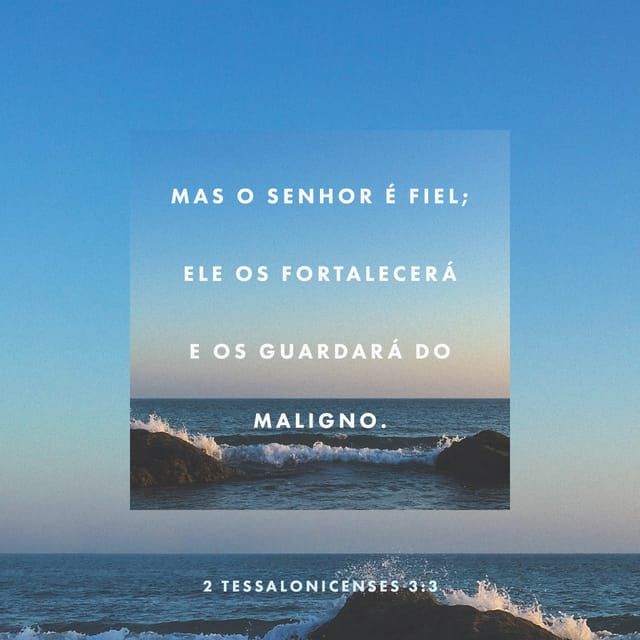 MAS O SENHOR É FIEL;
ELE OS FORTALECERÁ
E OS GUARDARÁ DO
MALIGNO.
2 TESSALONICENSES 3:3